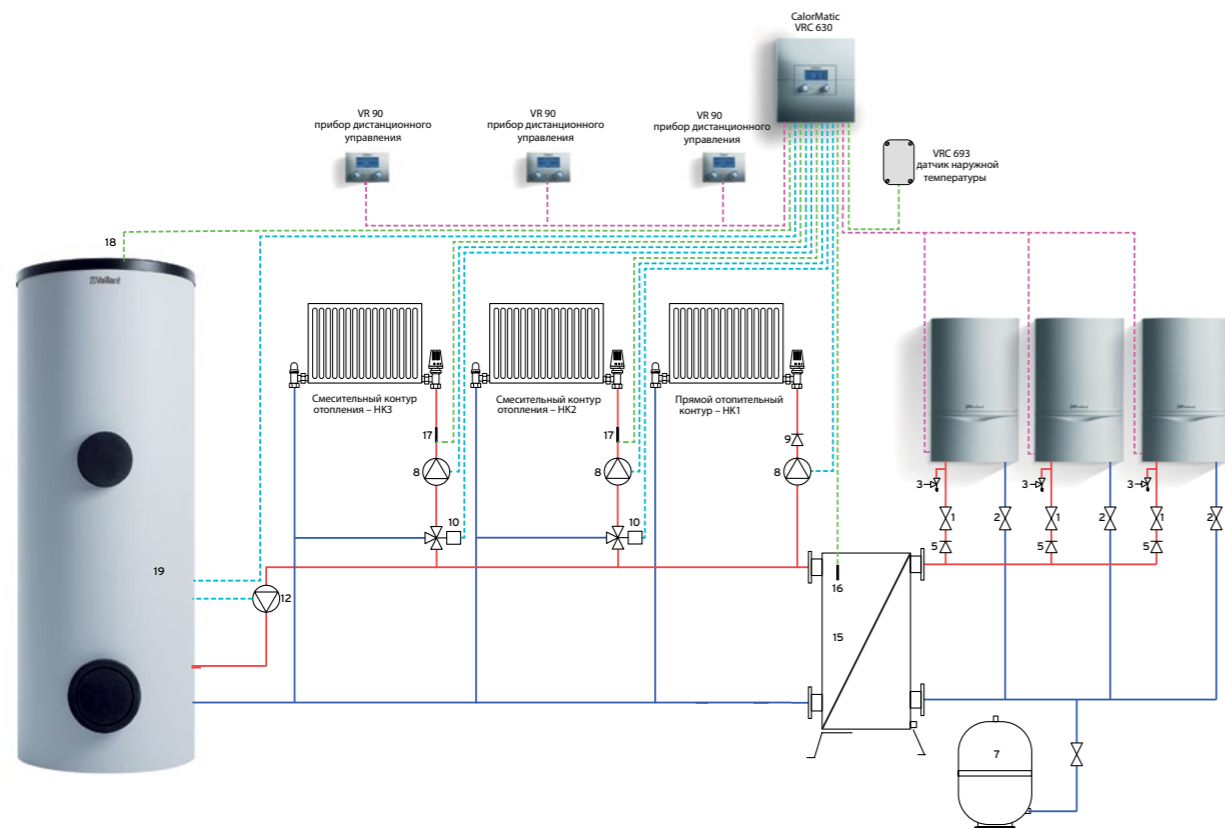 CalorMatic
VRC 630
VR 90
прибор дистанционного
управления
VR 90
прибор дистанционного
управления
VR 90
прибор дистанционного
управления
VRC 693
датчик наружной
температуры
18
Vaillant
Смесительный контур
отопления – НК3
Смесительный контур
отопления – НК2
Прямой отопительный
контур – НК1
17
17
9
8
8
8
10
10
3
3
3
1
2
1
2
1
2
5
5
5
19
12
16
15
7